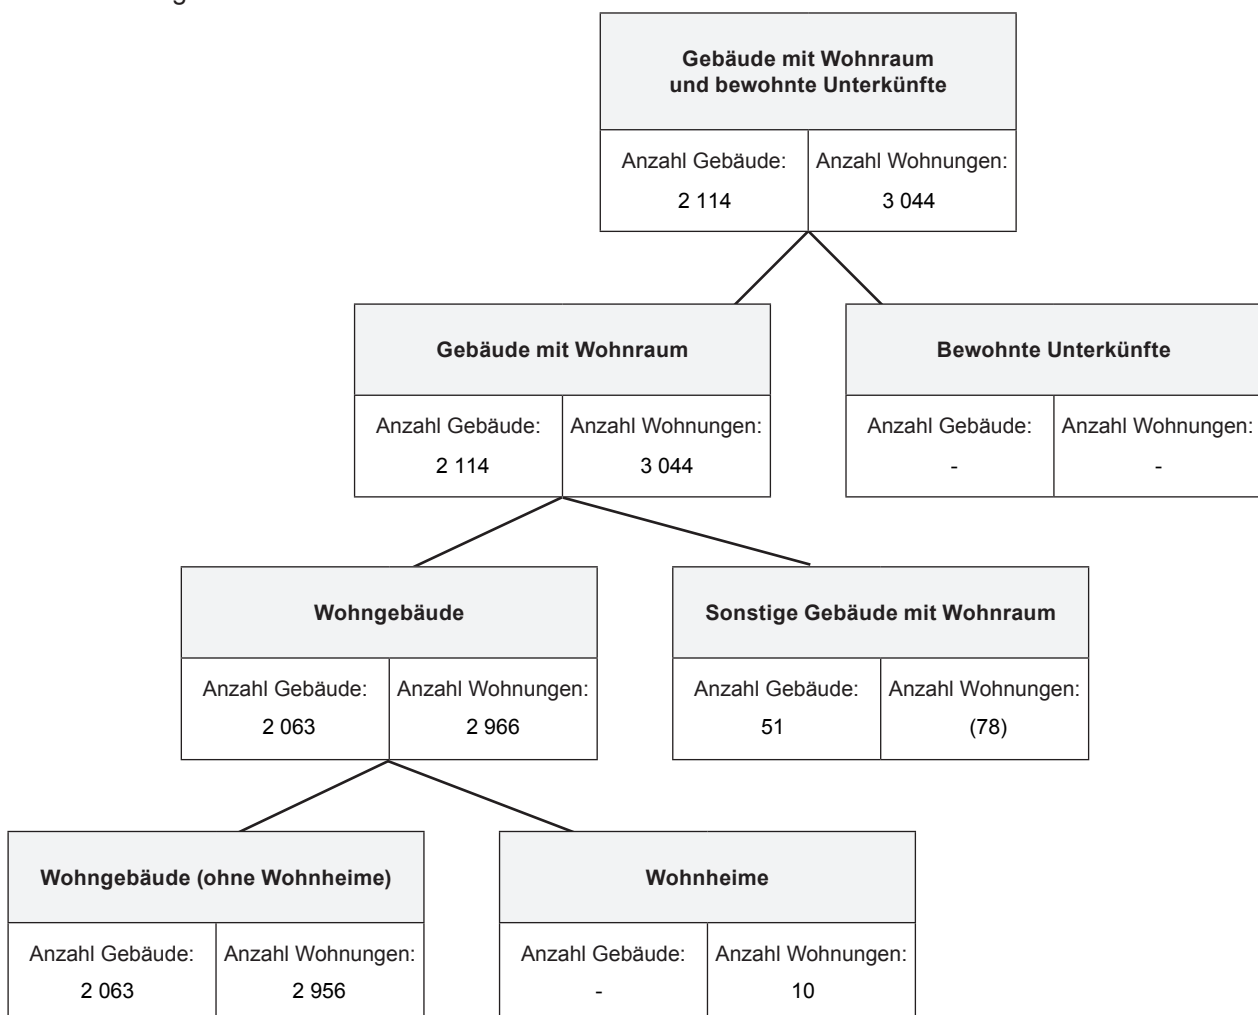 Gebäude mit Wohnraum
und bewohnte Unterkünfte
Anzahl Gebäude: Anzahl Wohnungen:
2 114 3 044
Gebäude mit Wohnraum
Anzahl Gebäude: Anzahl Wohnungen:
2 114 3 044
Bewohnte Unterkünfte
Anzahl Gebäude: Anzahl Wohnungen:
- -
Wohngebäude
Anzahl Gebäude: Anzahl Wohnungen:
2 063 2 966
Sonstige Gebäude mit Wohnraum
Anzahl Gebäude: Anzahl Wohnungen:
51 (78)
Wohngebäude (ohne Wohnheime)
Anzahl Gebäude: Anzahl Wohnungen:
2 063 2 956
Wohnheime
Anzahl Gebäude: Anzahl Wohnungen:
- 10